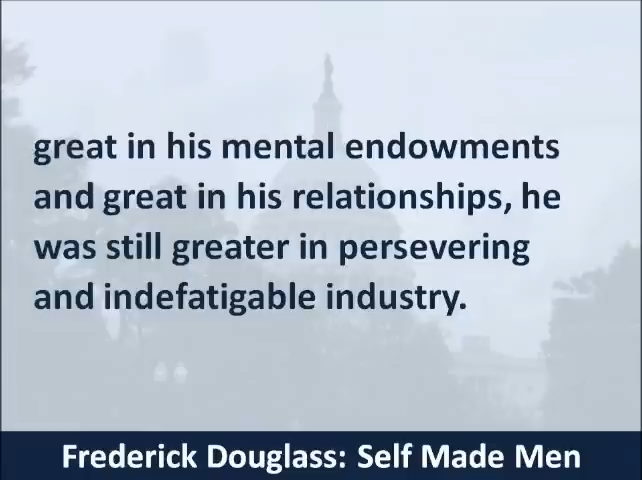 great in his mental endowments
and great in his relationships, he
was still greater in persevering
and indefatigable industry.
Frederick Douglass: Self Made Men